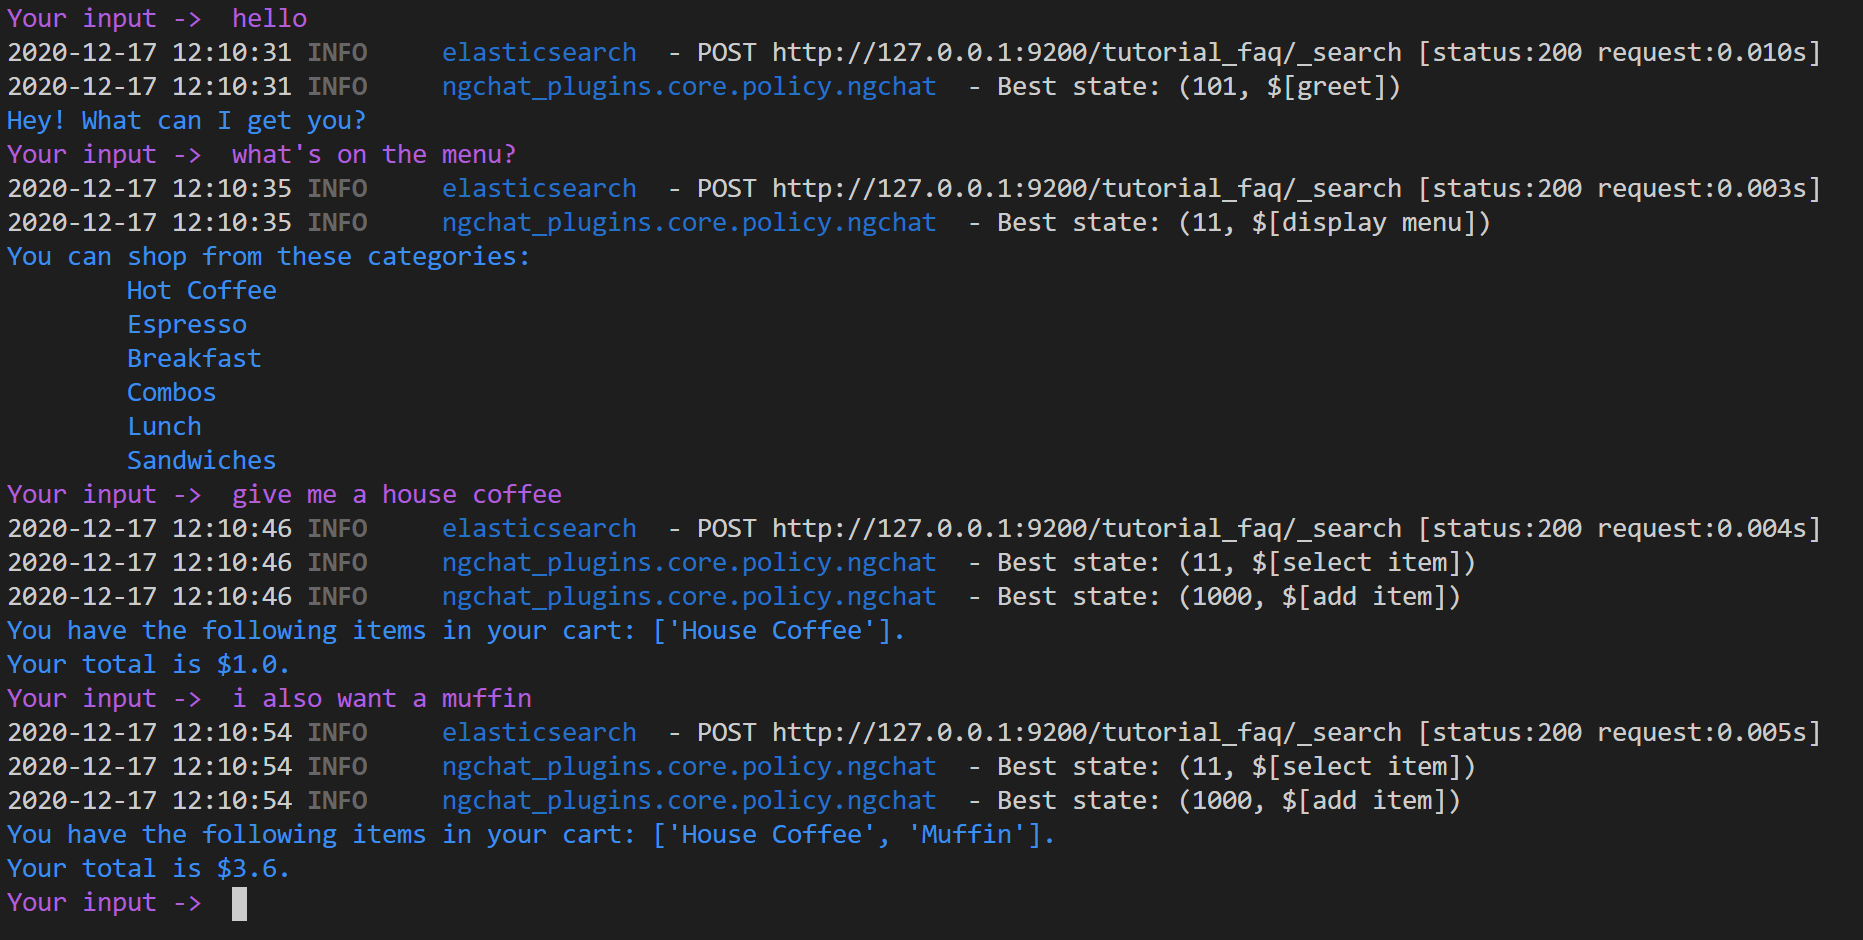 Your input ->  hello
2020-12-17 12:10:31 INFO     elasticsearch  - POST http://127.0.0.1:9200/tutorial_faq/_search [status:200 request:0.010s]
2020-12-17 12:10:31 INFO     ngchat_plugins.core.policy.ngchat  - Best state: (101, $[greet])
Hey! What can I get you?
Your input ->  what's on the menu?
2020-12-17 12:10:35 INFO     elasticsearch  - POST http://127.0.0.1:9200/tutorial_faq/_search [status:200 request:0.003s]
2020-12-17 12:10:35 INFO     ngchat_plugins.core.policy.ngchat  - Best state: (11, $[display menu])
You can shop from these categories:
        Hot Coffee
        Espresso
        Breakfast
        Combos
        Lunch
        Sandwiches
Your input ->  give me a house coffee
2020-12-17 12:10:46 INFO     elasticsearch  - POST http://127.0.0.1:9200/tutorial_faq/_search [status:200 request:0.004s]
2020-12-17 12:10:46 INFO     ngchat_plugins.core.policy.ngchat  - Best state: (11, $[select item])
2020-12-17 12:10:46 INFO     ngchat_plugins.core.policy.ngchat  - Best state: (1000, $[add item])
You have the following items in your cart: ['House Coffee'].
Your total is $1.0.
Your input ->  i also want a muffin
2020-12-17 12:10:54 INFO     elasticsearch  - POST http://127.0.0.1:9200/tutorial_faq/_search [status:200 request:0.005s]
2020-12-17 12:10:54 INFO     ngchat_plugins.core.policy.ngchat  - Best state: (11, $[select item])
2020-12-17 12:10:54 INFO     ngchat_plugins.core.policy.ngchat  - Best state: (1000, $[add item])
You have the following items in your cart: ['House Coffee', 'Muffin'].
Your total is $3.6.
Your input ->